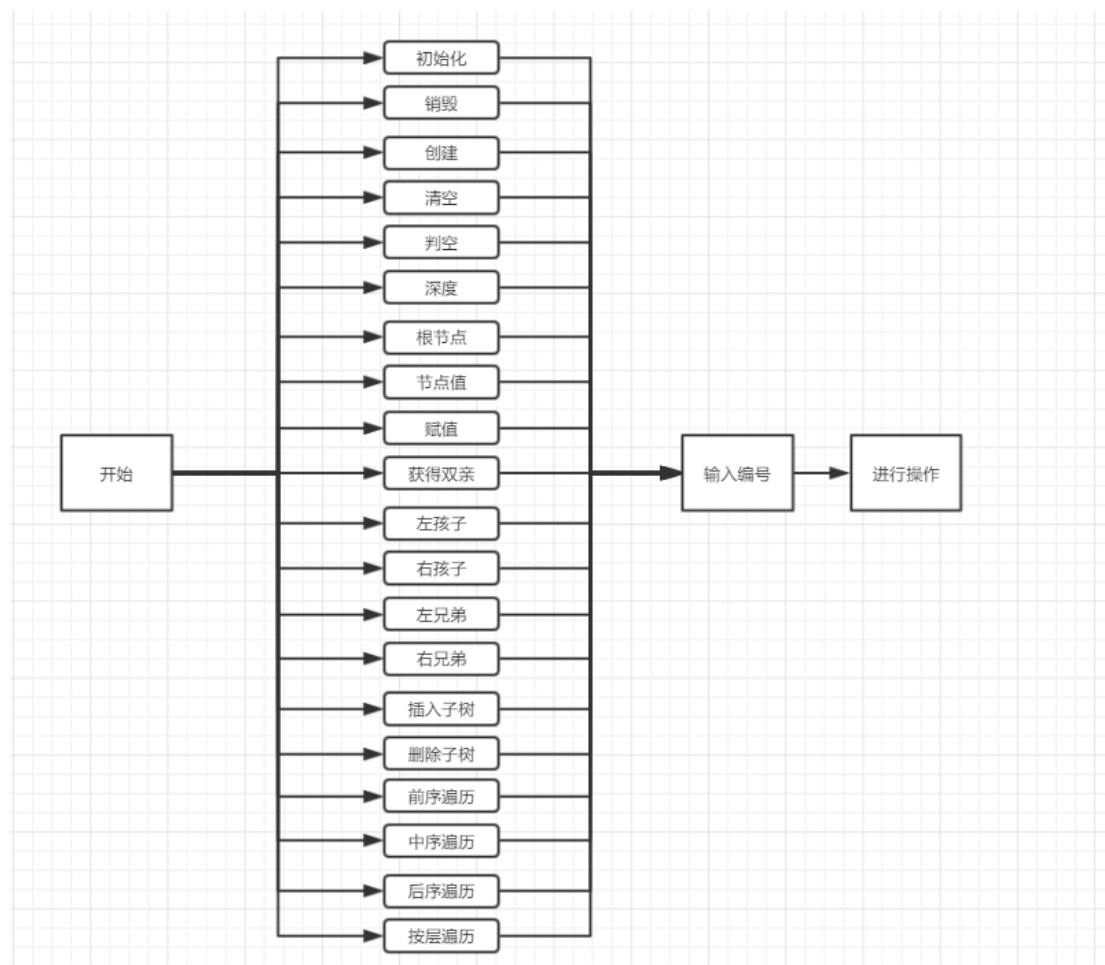 开始
初始化
销毁
创建
清空
判空
深度
根节点
节点值
赋值
获得双亲
左孩子
右孩子
左兄弟
右兄弟
插入子树
删除子树
前序遍历
中序遍历
后序遍历
按层遍历
输入编号
进行操作